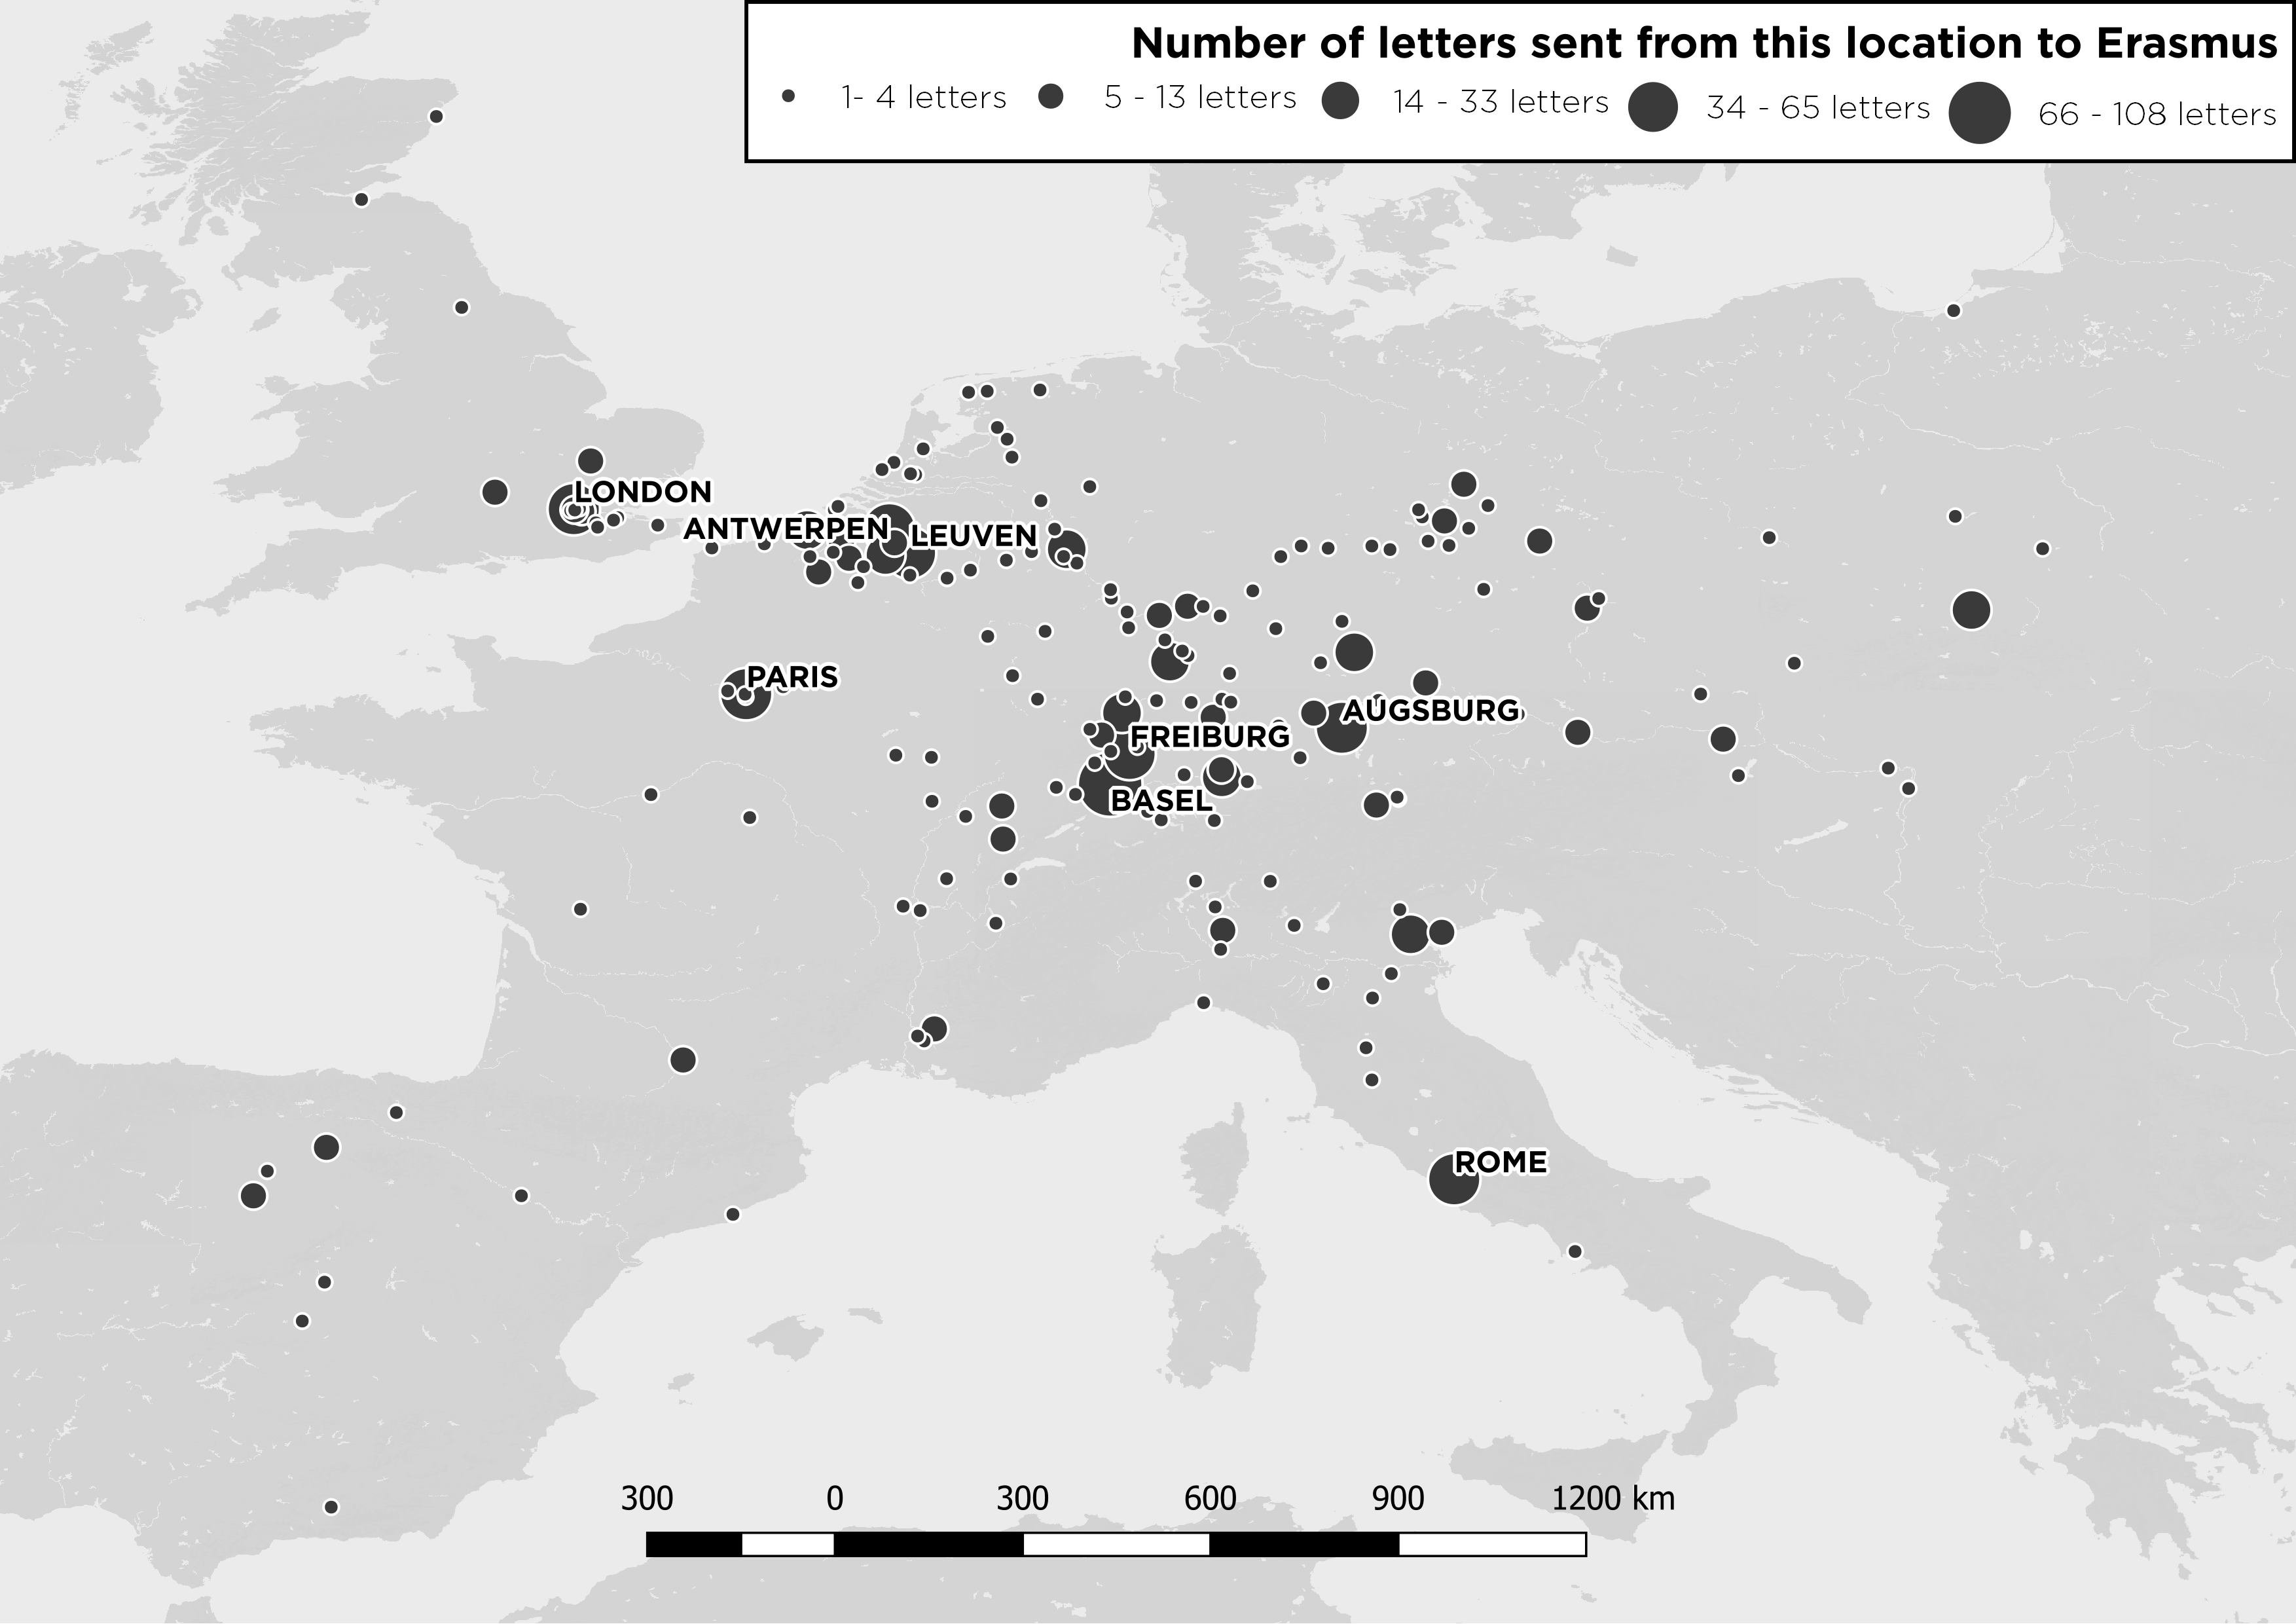 Number of letters sent from this location to Erasmus
1- 4 letters 5 - 13 letters 14 - 33 letters 34 - 65 letters 66 - 108 letters
LONDON
ANTWERPEN
LEUVEN
PARIS
AUGSBURG
FREIBURG
BASEL
ROME
300 0 300 600 900 1200 km